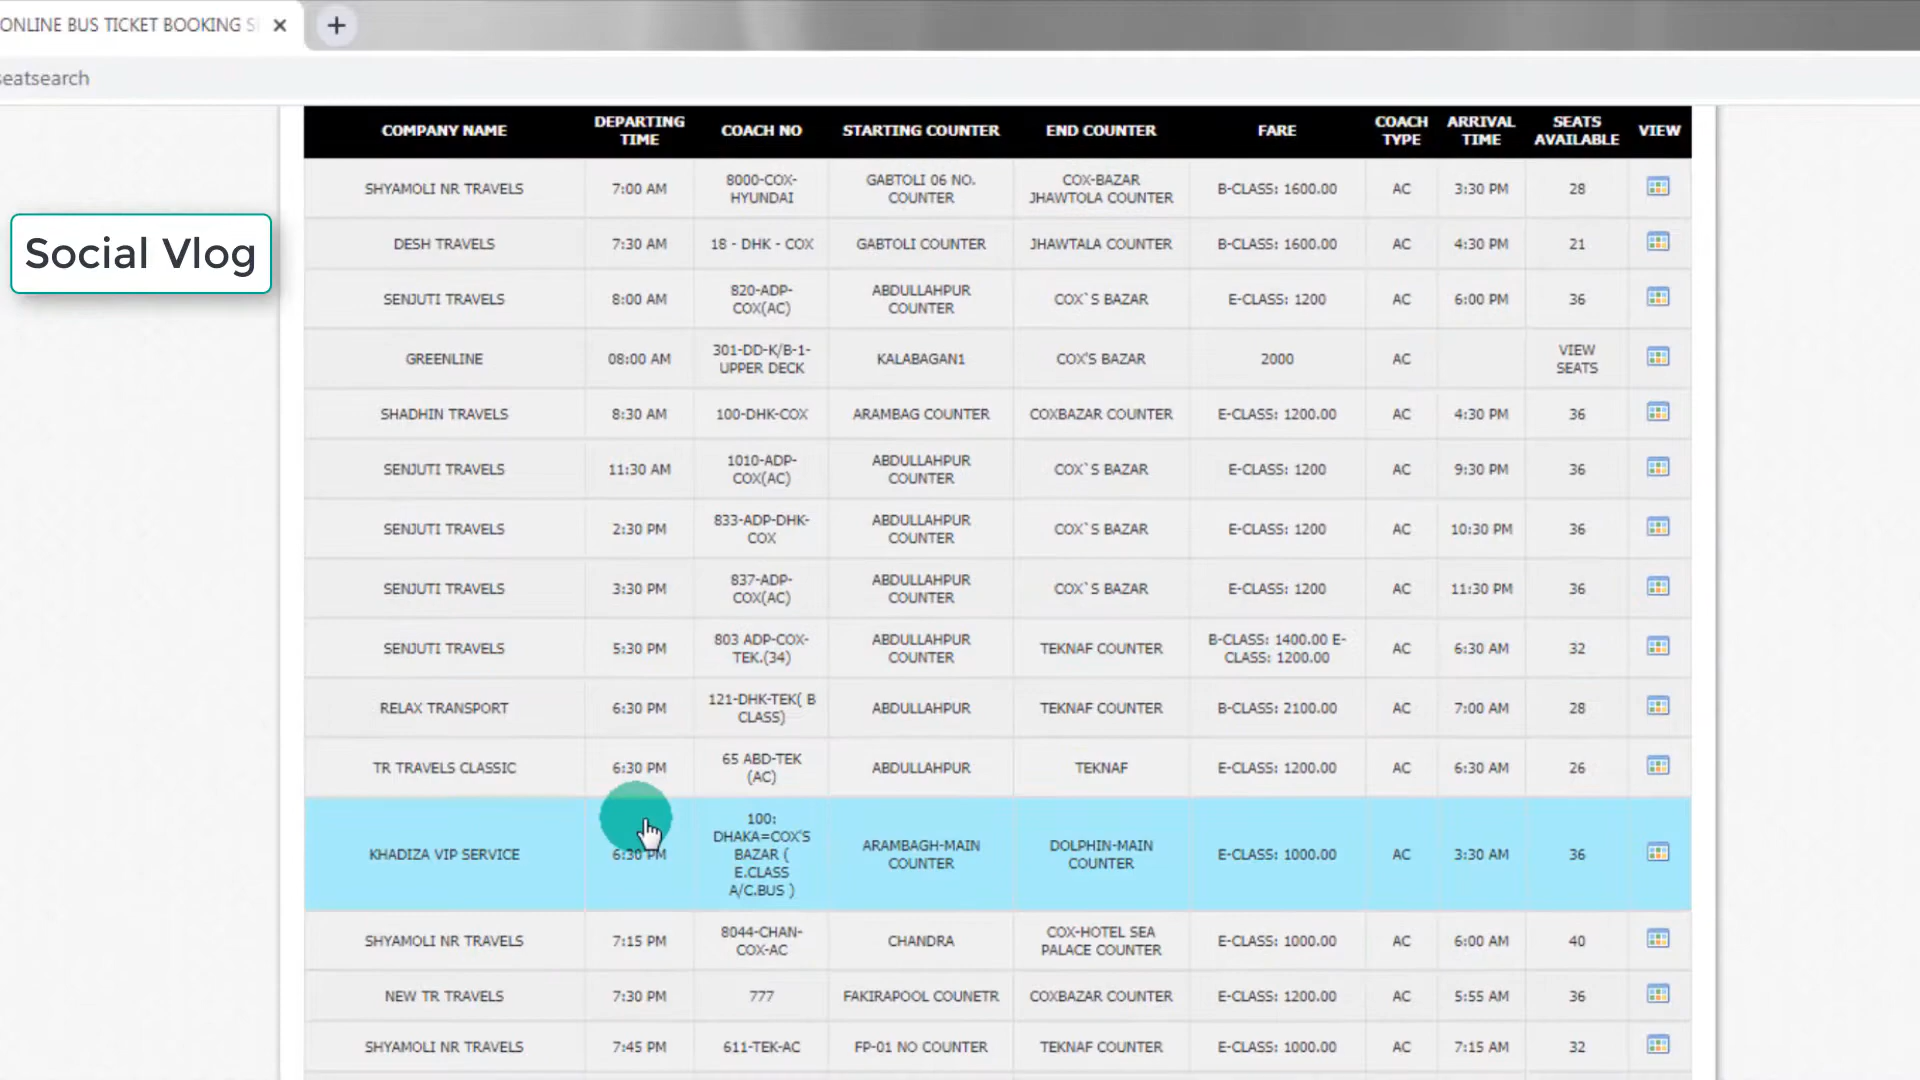 ONLINE BUS TICKET BOOKING S
seatsearch
Social Vlog
COMPANY NAME DEPARTING TIME COACH NO STARTING COUNTER END COUNTER FARE COACH TYPE ARRIVAL TIME SEATS AVAILABLE VIEW
SHYAMOLI NR TRAVELS 7:00 AM 8000-COX-HYUNDAI GABTOLI 06 NO. COUNTER COX-BAZAR JHAWTOLA COUNTER B-CLASS: 1600.00 AC 3:30 PM 28
DESH TRAVELS 7:30 AM 18 - DHK - COX GABTOLI COUNTER JHAWTALA COUNTER B-CLASS: 1600.00 AC 4:30 PM 21
SENJUTI TRAVELS 8:00 AM 820-ADP-COX(AC) ABDULLAHPUR COUNTER COX`S BAZAR E-CLASS: 1200 AC 6:00 PM 36
GREENLINE 08:00 AM 301-DD-K/B-1-UPPER DECK KALABAGAN1 COX'S BAZAR 2000 AC VIEW SEATS
SHADHIN TRAVELS 8:30 AM 100-DHK-COX ARAMBAG COUNTER COXBAZAR COUNTER E-CLASS: 1200.00 AC 4:30 PM 36
SENJUTI TRAVELS 11:30 AM 1010-ADP-COX(AC) ABDULLAHPUR COUNTER COX`S BAZAR E-CLASS: 1200 AC 9:30 PM 36
SENJUTI TRAVELS 2:30 PM 833-ADP-DHK-COX ABDULLAHPUR COUNTER COX`S BAZAR E-CLASS: 1200 AC 10:30 PM 36
SENJUTI TRAVELS 3:30 PM 837-ADP-COX(AC) ABDULLAHPUR COUNTER COX`S BAZAR E-CLASS: 1200 AC 11:30 PM 36
SENJUTI TRAVELS 5:30 PM 803 ADP-COX-TEK.(34) ABDULLAHPUR COUNTER TEKNAF COUNTER B-CLASS: 1400.00 E-CLASS: 1200.00 AC 6:30 AM 32
RELAX TRANSPORT 6:30 PM 121-DHK-TEK( B CLASS) ABDULLAHPUR TEKNAF COUNTER B-CLASS: 2100.00 AC 7:00 AM 28
TR TRAVELS CLASSIC 6:30 PM 65 ABD-TEK (AC) ABDULLAHPUR TEKNAF E-CLASS: 1200.00 AC 6:30 AM 26
KHADIZA VIP SERVICE 6:30 PM 100: DHAKA=COX'S BAZAR ( E.CLASS A/C.BUS ) ARAMBAGH-MAIN COUNTER DOLPHIN-MAIN COUNTER E-CLASS: 1000.00 AC 3:30 AM 36
SHYAMOLI NR TRAVELS 7:15 PM 8044-CHAN-COX-AC CHANDRA COX-HOTEL SEA PALACE COUNTER E-CLASS: 1000.00 AC 6:00 AM 40
NEW TR TRAVELS 7:30 PM 777 FAKIRAPOOL COUNETR COXBAZAR COUNTER E-CLASS: 1200.00 AC 5:55 AM 36
SHYAMOLI NR TRAVELS 7:45 PM 611-TEK-AC FP-01 NO COUNTER TEKNAF COUNTER E-CLASS: 1000.00 AC 7:15 AM 32